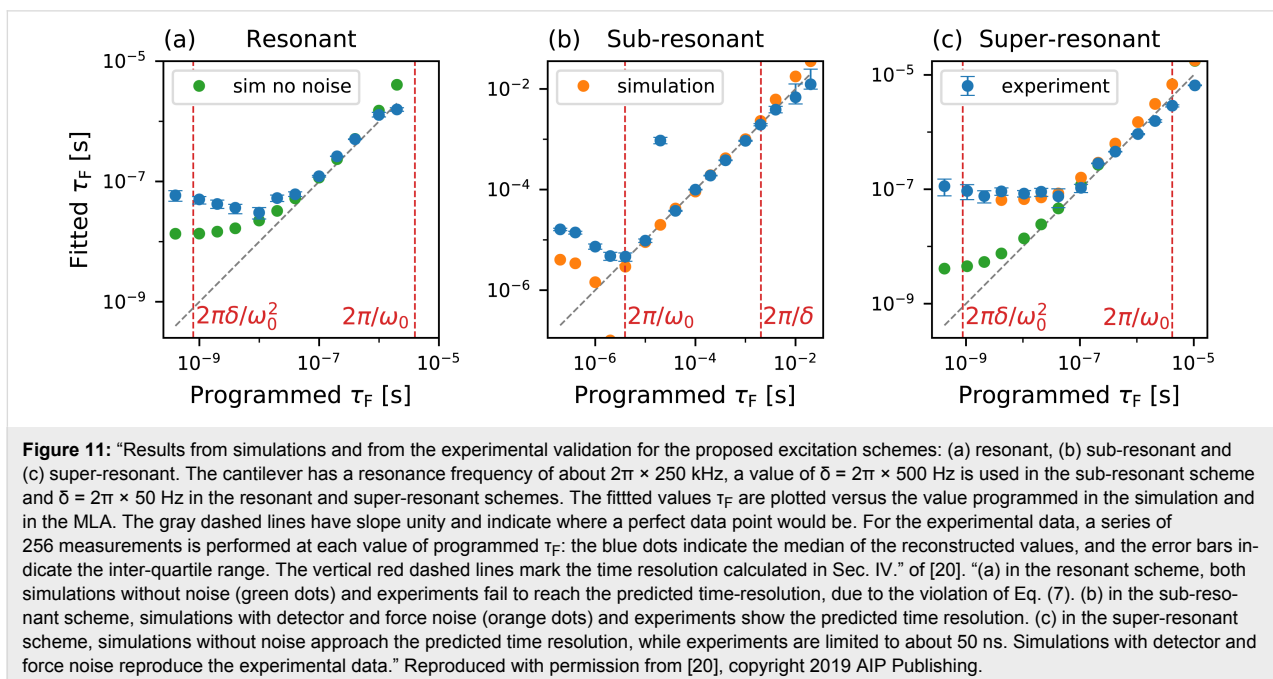 (a) Resonant
(b) Sub-resonant
(c) Super-resonant
10⁻⁵
10⁻⁷
10⁻⁹
Fitted τF [s]
sim no noise
2πδ/ω₀²
2π/ω₀
10⁻⁹ 10⁻⁷ 10⁻⁵
Programmed τF [s]
10⁻²
10⁻⁴
10⁻⁶
simulation
2π/ω₀
2π/δ
10⁻⁶ 10⁻⁴ 10⁻²
Programmed τF [s]
10⁻⁵
10⁻⁷
10⁻⁹
experiment
2πδ/ω₀²
2π/ω₀
10⁻⁹ 10⁻⁷ 10⁻⁵
Programmed τF [s]
Figure 11: “Results from simulations and from the experimental validation for the proposed excitation schemes: (a) resonant, (b) sub-resonant and
(c) super-resonant. The cantilever has a resonance frequency of about 2π × 250 kHz, a value of δ = 2π × 500 Hz is used in the sub-resonant scheme
and δ = 2π × 50 Hz in the resonant and super-resonant schemes. The fittted values τF are plotted versus the value programmed in the simulation and
in the MLA. The gray dashed lines have slope unity and indicate where a perfect data point would be. For the experimental data, a series of
256 measurements is performed at each value of programmed τF: the blue dots indicate the median of the reconstructed values, and the error bars in-
dicate the inter-quartile range. The vertical red dashed lines mark the time resolution calculated in Sec. IV.” of [20]. “(a) in the resonant scheme, both
simulations without noise (green dots) and experiments fail to reach the predicted time-resolution, due to the violation of Eq. (7). (b) in the sub-reso-
nant scheme, simulations with detector and force noise (orange dots) and experiments show the predicted time resolution. (c) in the super-resonant
scheme, simulations without noise approach the predicted time resolution, while experiments are limited to about 50 ns. Simulations with detector and
force noise reproduce the experimental data.” Reproduced with permission from [20], copyright 2019 AIP Publishing.